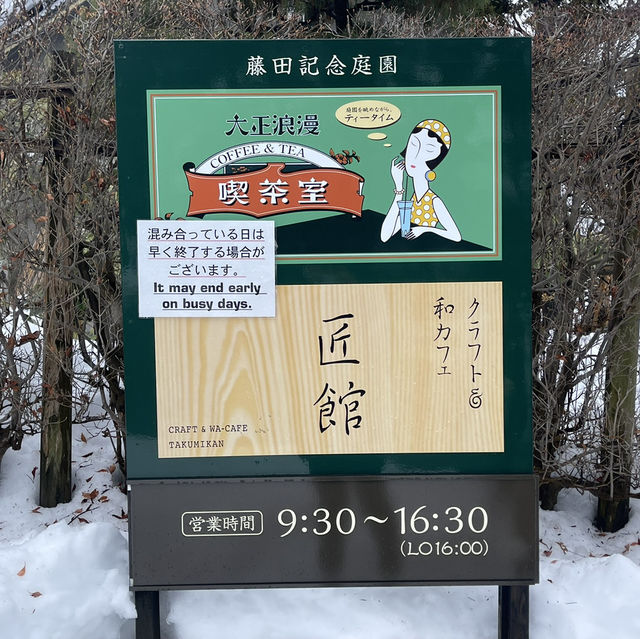 藤田記念庭園
大正浪漫
庭園を眺めながら、
ティータイム
COFFEE & TEA
喫茶室
混み合っている日は
早く終了する場合が
ございます。
It may end early
on busy days.
クラフト&
和カフェ
匠館
CRAFT & WA-CAFE
TAKUMIKAN
営業時間 9:30～16:30
(LO16:00)